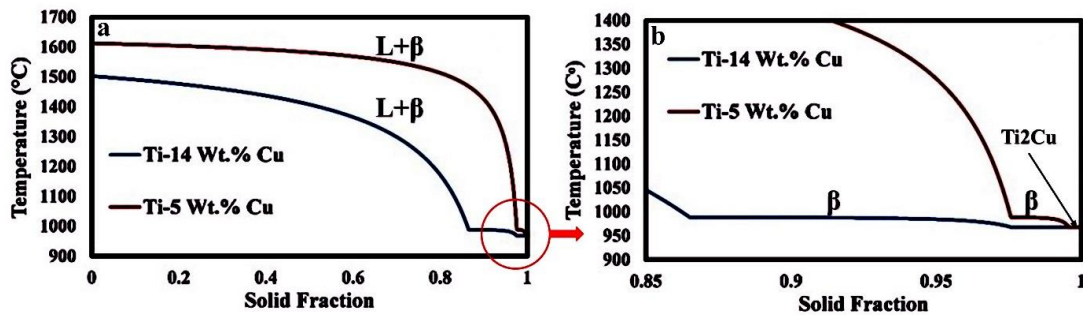 a
Temperature (°C)
1700
1600
1500
1400
1300
1200
1100
1000
900
L+β
L+β
Ti-14 Wt.% Cu
Ti-5 Wt.% Cu
0
0.2
0.4
0.6
0.8
1
Solid Fraction
b
Temperature (C°)
1400
1350
1300
1250
1200
1150
1100
1050
1000
950
900
Ti-14 Wt.% Cu
Ti-5 Wt.% Cu
Ti2Cu
β
β
0.85
0.9
0.95
1
Solid Fraction